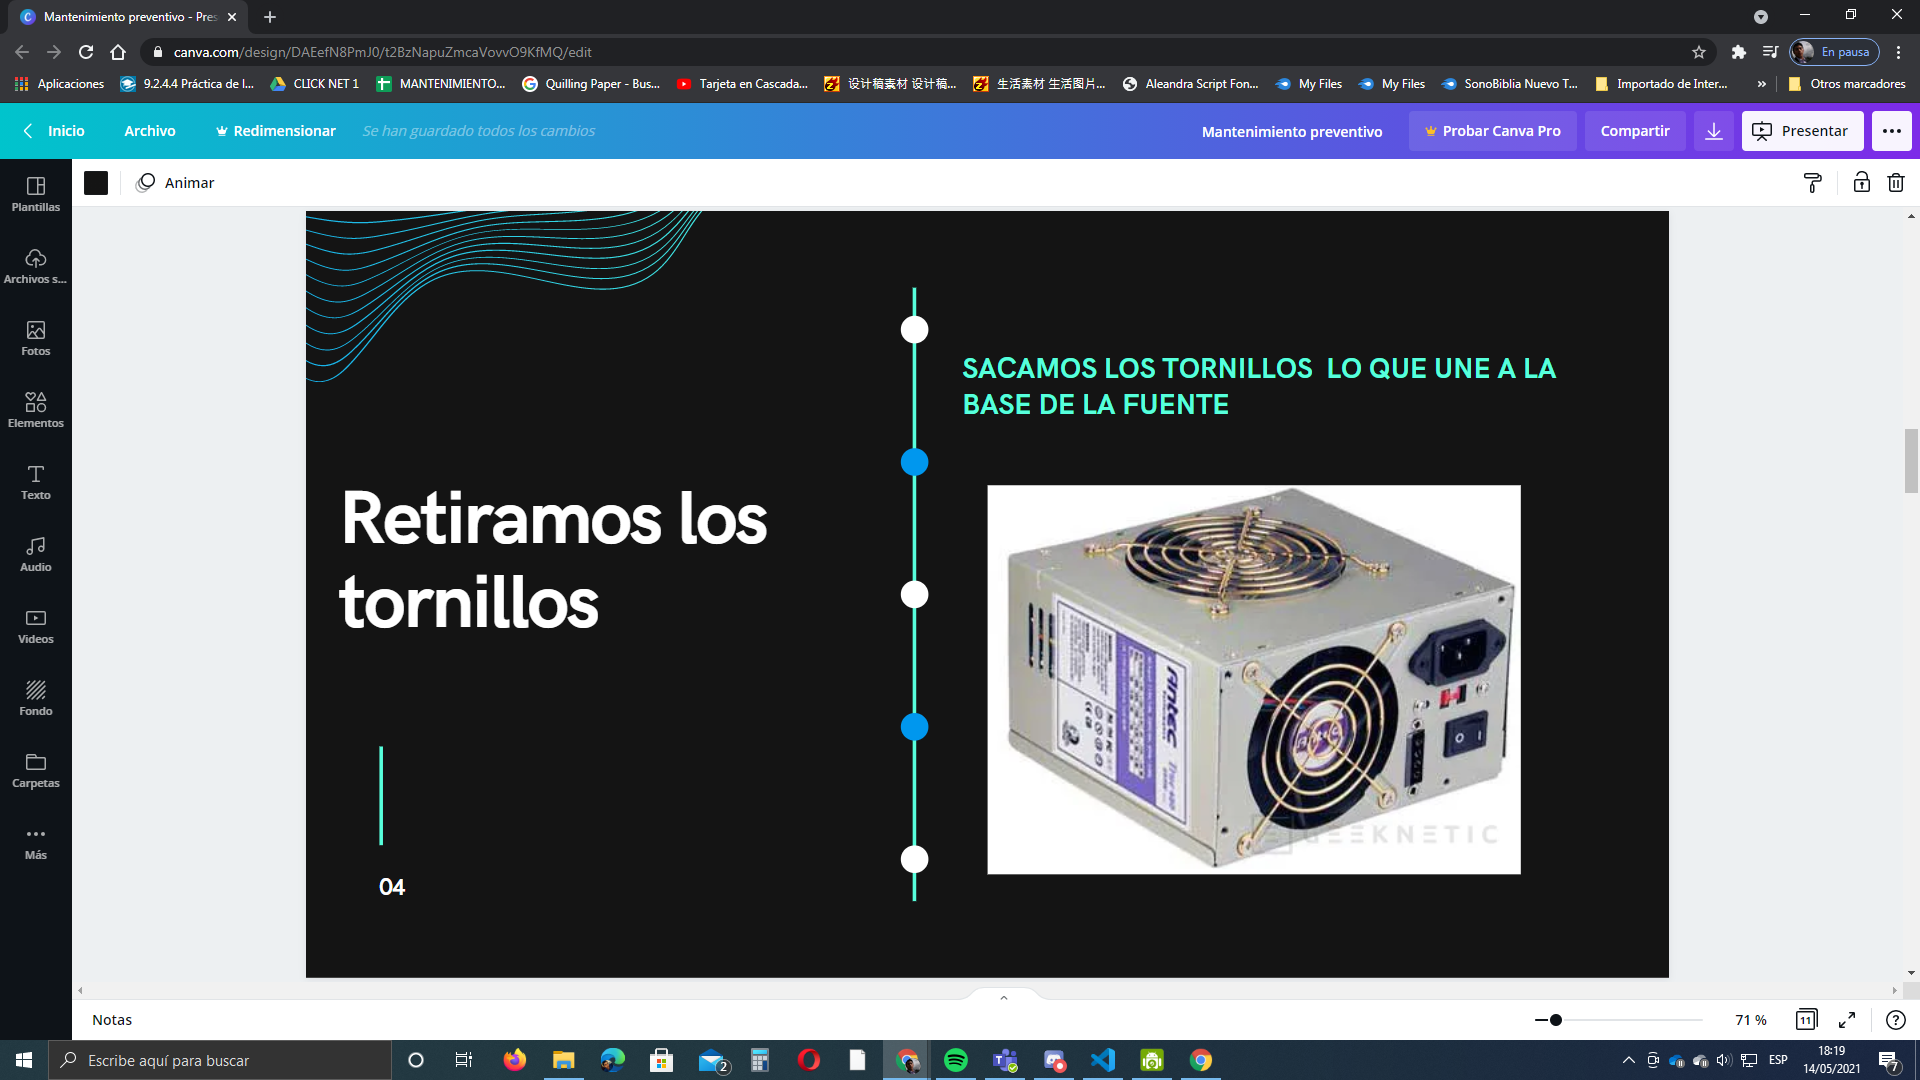 Mantenimiento preventivo - Pres
canva.com/design/DAEefN8PmJ0/t2BzNapuZmcaVovvO9KfMQ/edit
En pausa
Aplicaciones
9.2.4.4 Práctica de l...
CLICK NET 1
MANTENIMIENTO...
Quilling Paper - Bus...
Tarjeta en Cascada...
设计稿素材 设计稿...
生活素材 生活图片...
Aleandra Script Fon...
My Files
My Files
SonoBiblia Nuevo T...
Importado de Inter...
»
Otros marcadores
Inicio
Archivo
Redimensionar
Se han guardado todos los cambios
Mantenimiento preventivo
Probar Canva Pro
Compartir
Presentar
Animar
Plantillas
Archivos s...
Fotos
Elementos
Texto
Audio
Videos
Fondo
Carpetas
Más
Retiramos los
tornillos
04
SACAMOS LOS TORNILLOS  LO QUE UNE A LA
BASE DE LA FUENTE
Antec
GEEKNETIC
Notas
71 %
11
Escribe aquí para buscar
2
ESP
18:19
14/05/2021
7